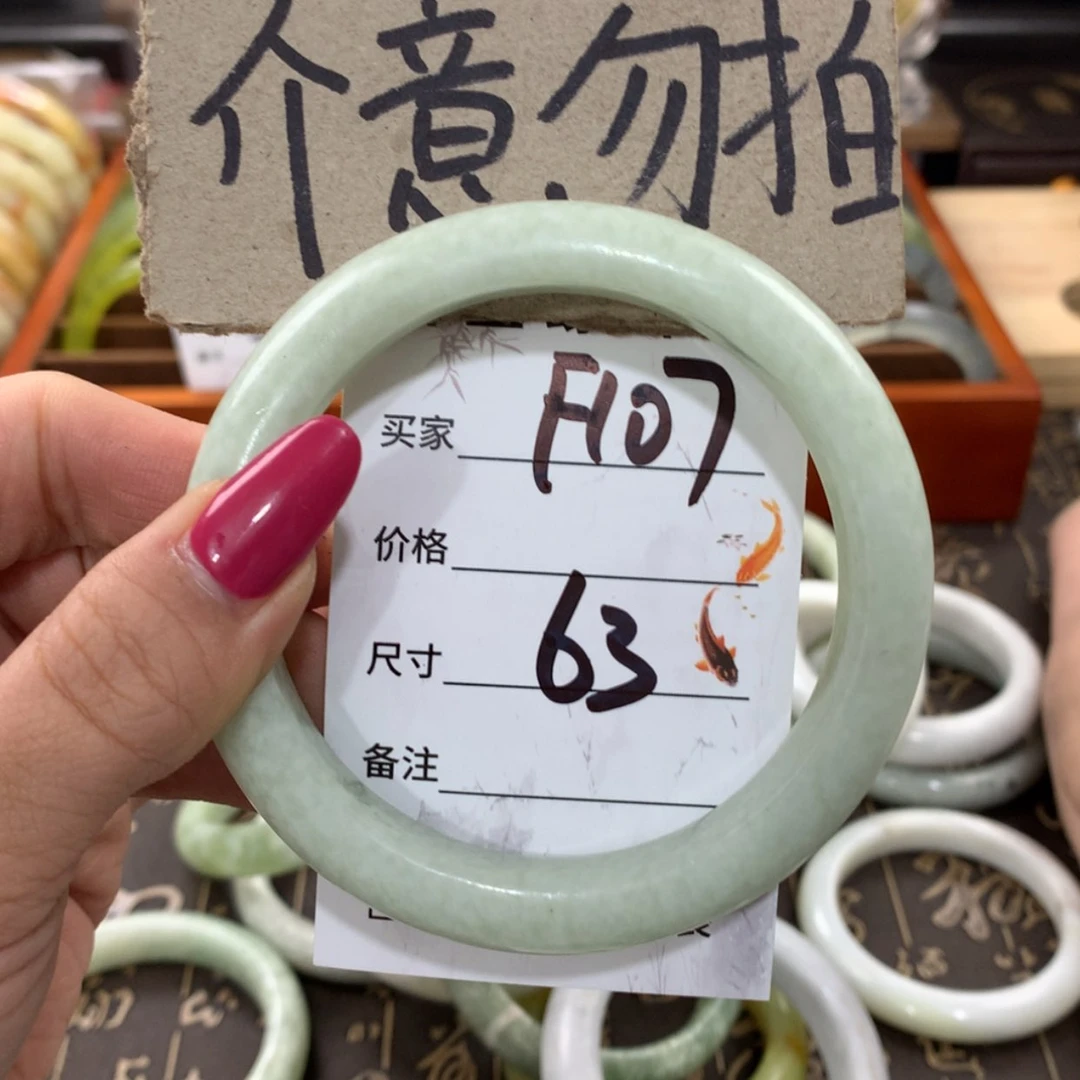 介意勿拍
买家 F107
价格
尺寸 63
备注